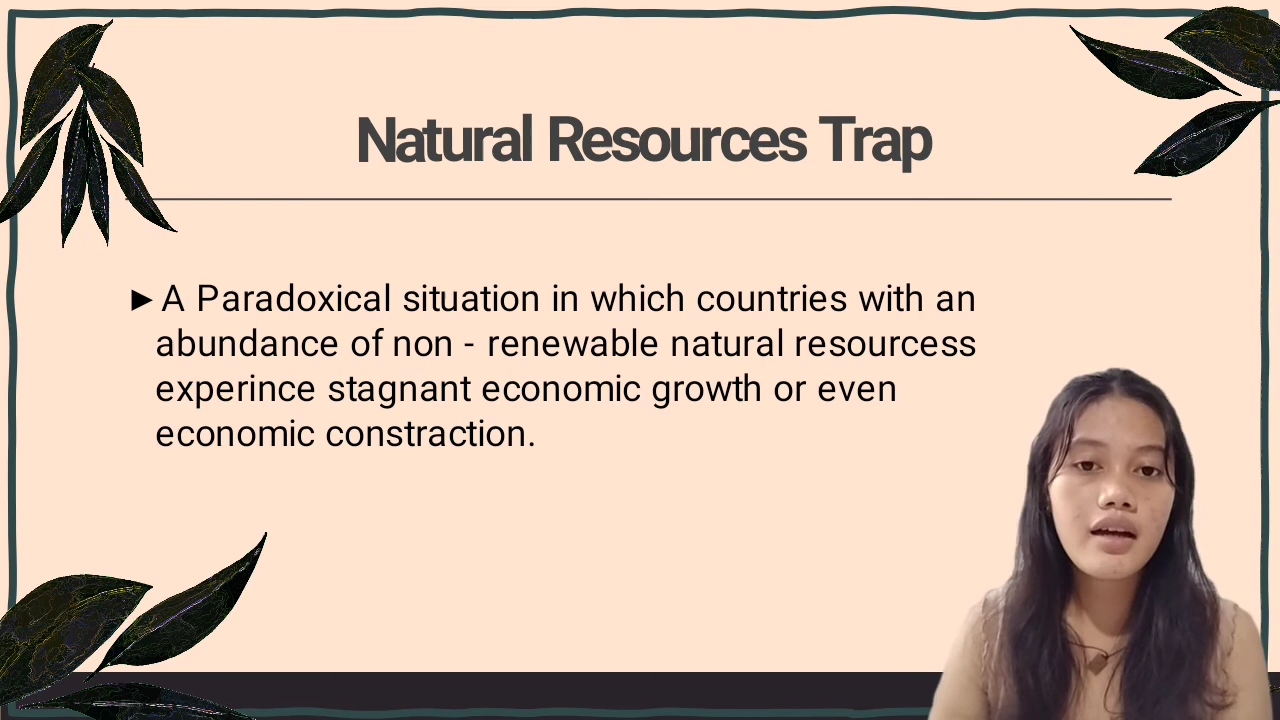 Natural Resources Trap
►A Paradoxical situation in which countries with an
abundance of non - renewable natural resourcess
experince stagnant economic growth or even
economic constraction.